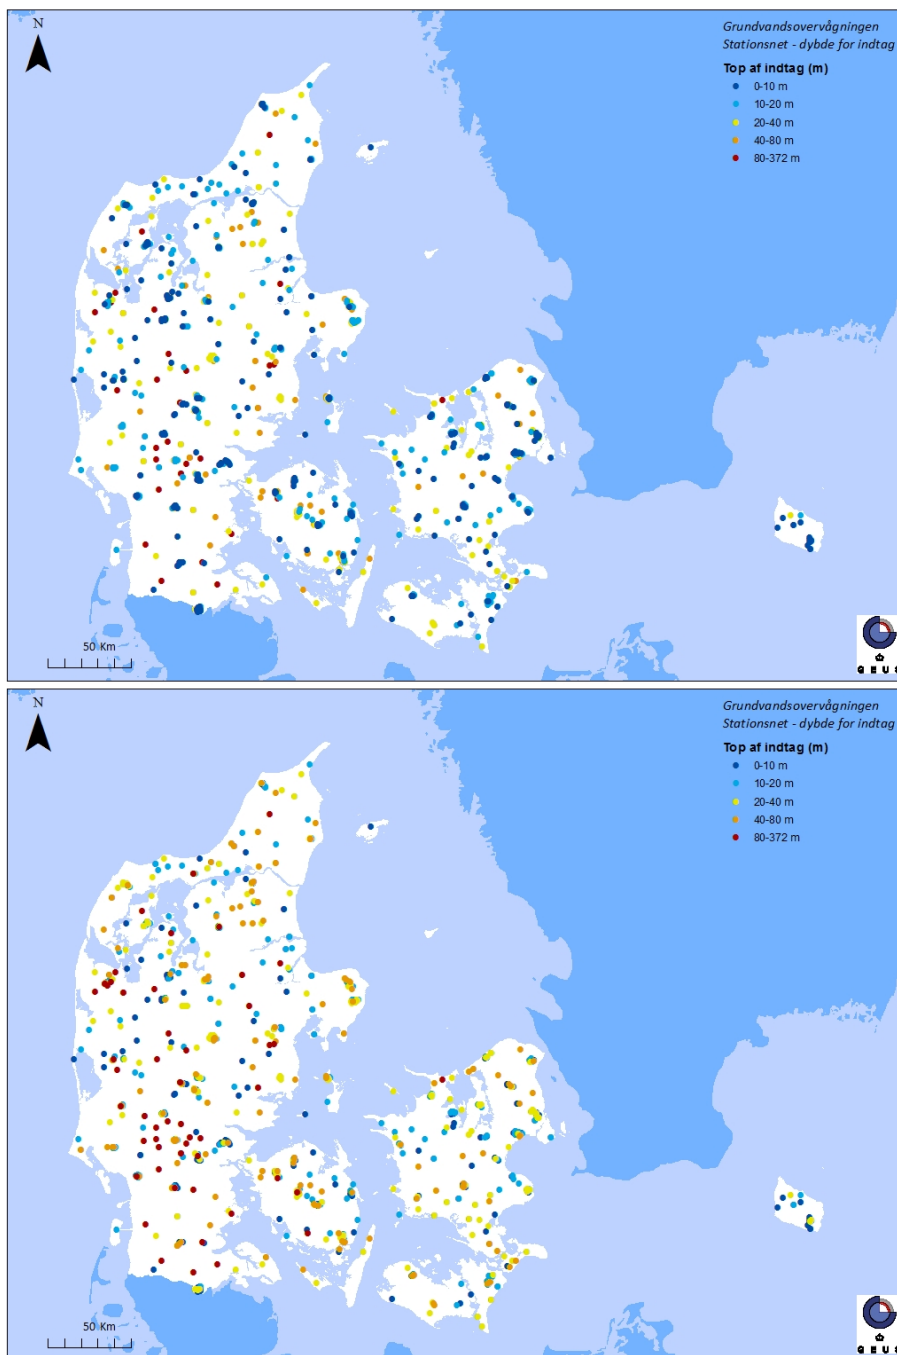 N
Grundvandsovervågningen
Stationsnet - dybde for indtag
Top af indtag (m)
0-10 m
10-20 m
20-40 m
40-80 m
80-372 m
50 Km
G E U S
N
Grundvandsovervågningen
Stationsnet - dybde for indtag
Top af indtag (m)
0-10 m
10-20 m
20-40 m
40-80 m
80-372 m
50 Km
G E U S